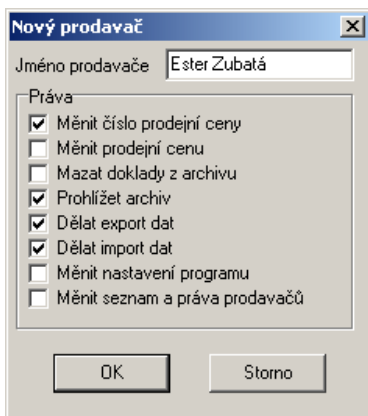 Nový prodavač
Jméno prodavače Ester Zubatá
Práva
Měnit číslo prodejní ceny
Měnit prodejní cenu
Mazat doklady z archivu
Prohlížet archiv
Dělat export dat
Dělat import dat
Měnit nastavení programu
Měnit seznam a práva prodavačů
OK Storno